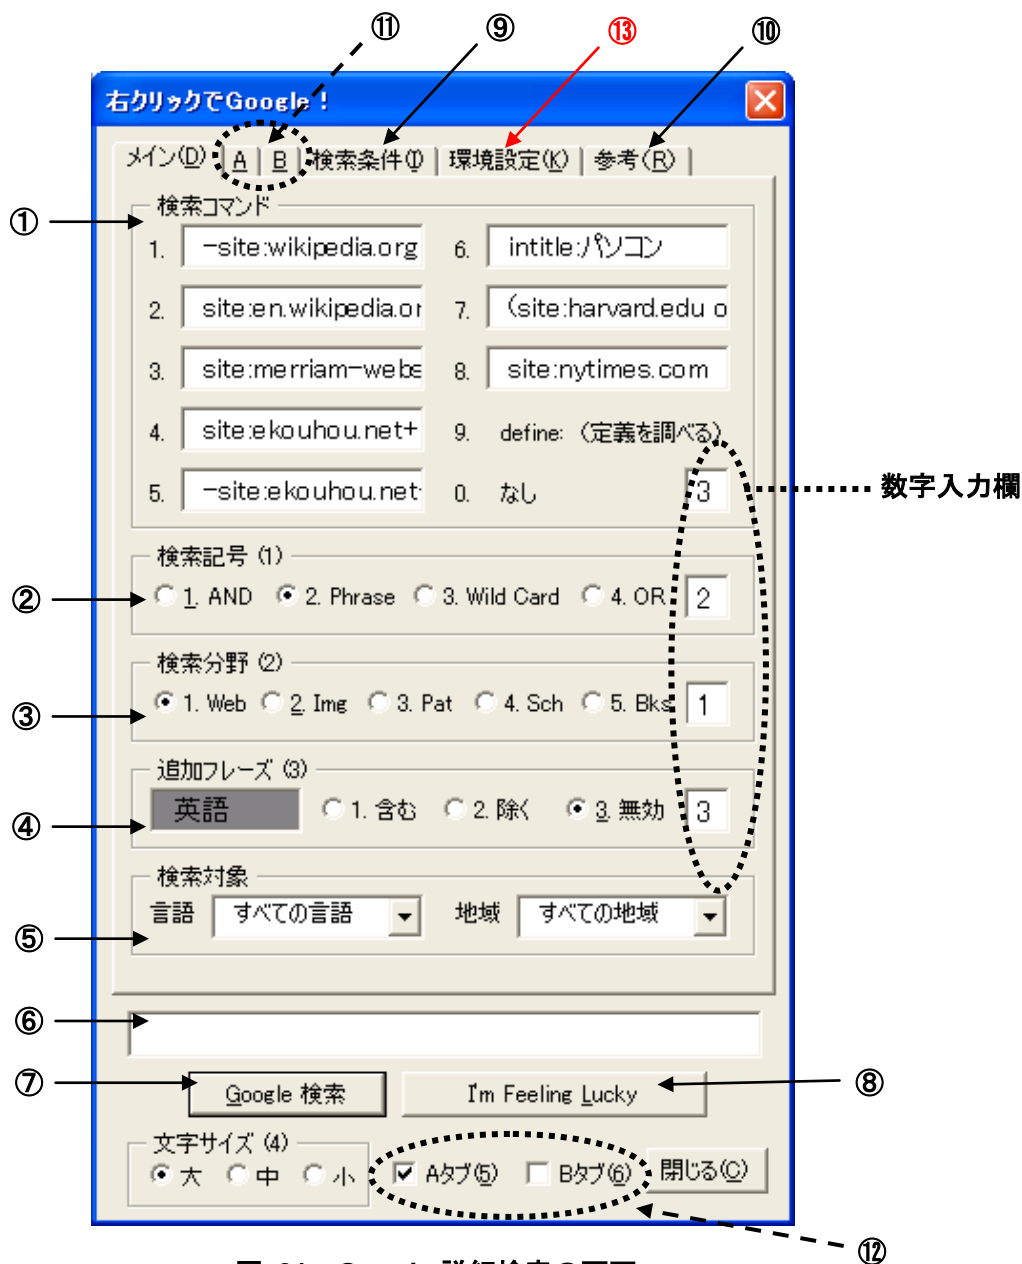 ⑪ ⑨ ⑬ ⑩
右クリックでGoogle！
メイン(D) A B 検索条件(I) 環境設定(K) 参考(R)
① 検索コマンド
1. -site:wikipedia.org 6. intitle:パソコン
2. site:en.wikipedia.or 7. (site:harvard.edu o
3. site:merriam-webs 8. site:nytimes.com
4. site:ekouhou.net+ 9. define: （定義を調べる）
5. -site:ekouhou.net 0. なし 3 数字入力欄
検索記号 (1)
② 1. AND 2. Phrase 3. Wild Card 4. OR 2
検索分野 (2)
③ 1. Web 2. Img 3. Pat 4. Sch 5. Bks 1
追加フレーズ (3)
④ 英語 1. 含む 2. 除く 3. 無効 3
検索対象
⑤ 言語 すべての言語 地域 すべての地域
⑥
⑦ Google 検索 I'm Feeling Lucky ⑧
文字サイズ (4)
大 中 小 Aタブ(5) Bタブ(6) 閉じる(C)
⑫